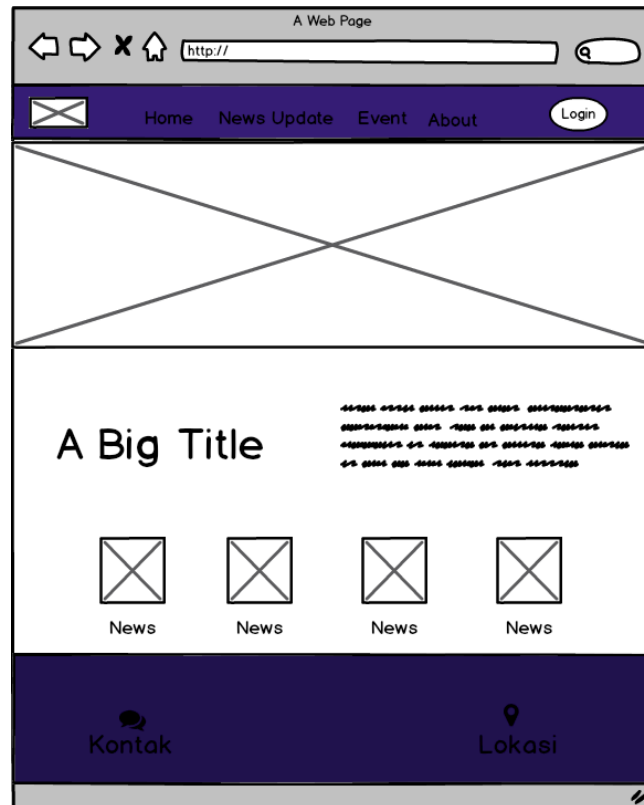 A Web Page
http://
Home News Update Event About Login
A Big Title
News News News News
Kontak Lokasi